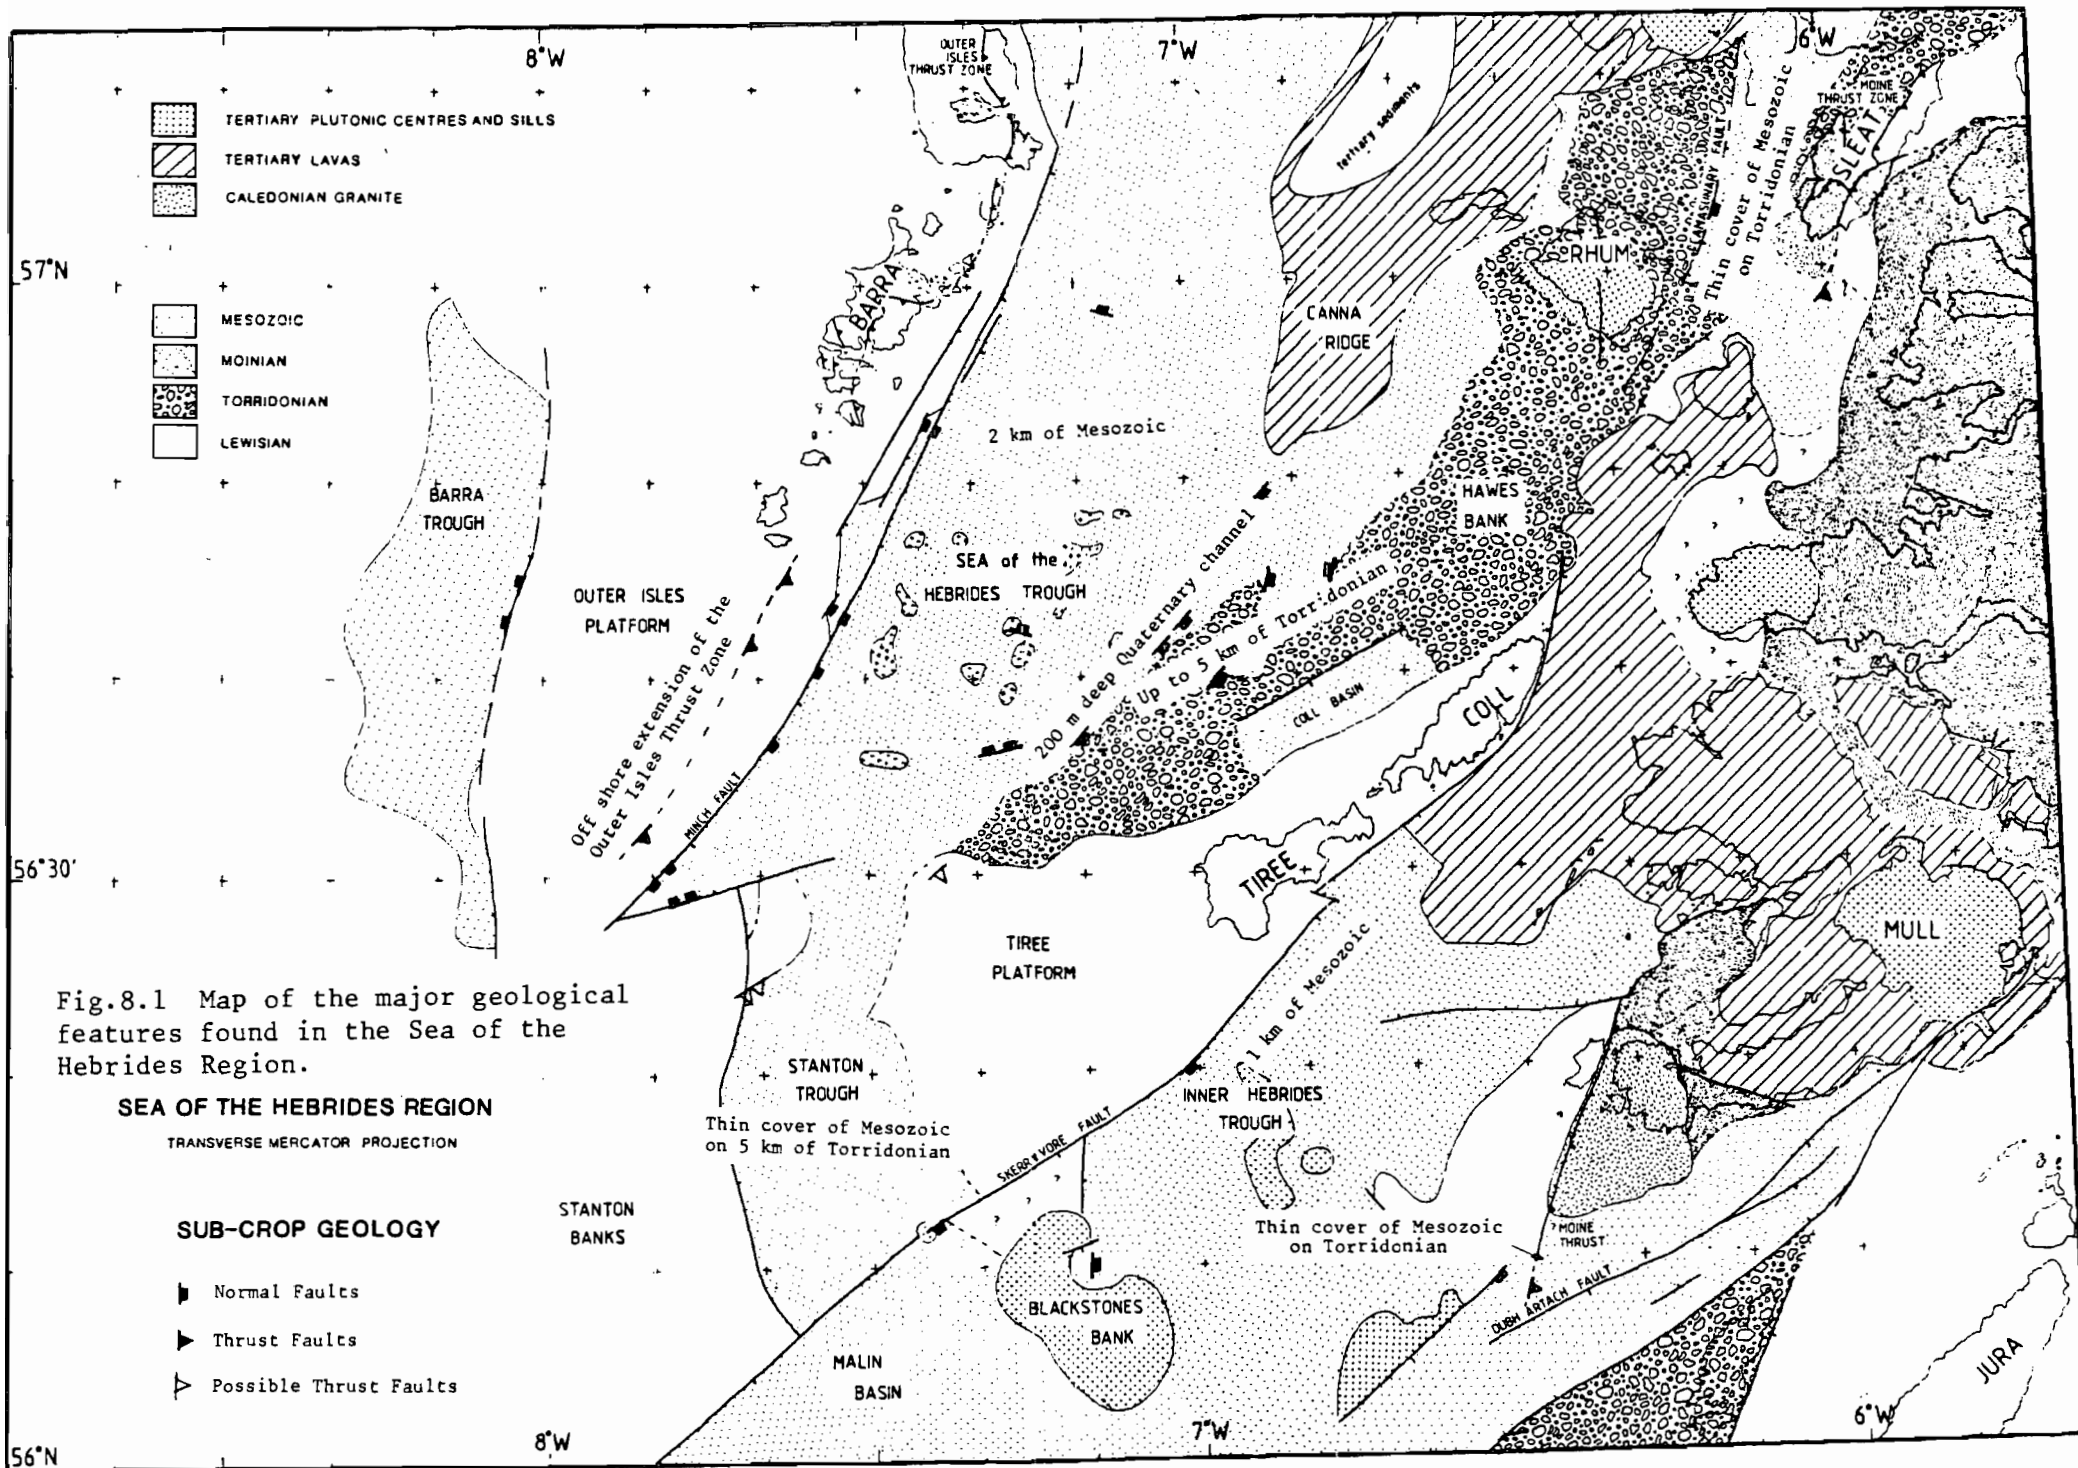 8°W
7°W
6°W
OUTER
ISLES
THRUST ZONE
MOINE
THRUST ZONE
SLEAT
TERTIARY PLUTONIC CENTRES AND SILLS
TERTIARY LAVAS
CALEDONIAN GRANITE
MESOZOIC
MOINIAN
TORRIDONIAN
LEWISIAN
57°N
Tertiary sediments
CAMASUNARY FAULT
Thin cover of Mesozoic
on Torridonian
RHUM
BARRA
CANNA
RIDGE
2 km of Mesozoic
BARRA
TROUGH
HAWES
BANK
OUTER ISLES
PLATFORM
SEA of the
HEBRIDES TROUGH
200 m deep Quaternary channel
Up to 5 km of Torridonian
Off shore extension of the
Outer Isles Thrust Zone
COLL BASIN
COLL
MINCH FAULT
56°30'
TIREE
TIREE
PLATFORM
MULL
1 km of Mesozoic
Fig.8.1 Map of the major geological
features found in the Sea of the
Hebrides Region.
SEA OF THE HEBRIDES REGION
TRANSVERSE MERCATOR PROJECTION
STANTON
TROUGH
Thin cover of Mesozoic
on 5 km of Torridonian
INNER HEBRIDES
TROUGH
SKERRYVORE FAULT
STANTON
BANKS
Thin cover of Mesozoic
on Torridonian
? MOINE
THRUST
DUBH ARTACH FAULT
SUB-CROP GEOLOGY
Normal Faults
Thrust Faults
Possible Thrust Faults
BLACKSTONES
BANK
MALIN
BASIN
JURA
56°N
8°W
7°W
6°W